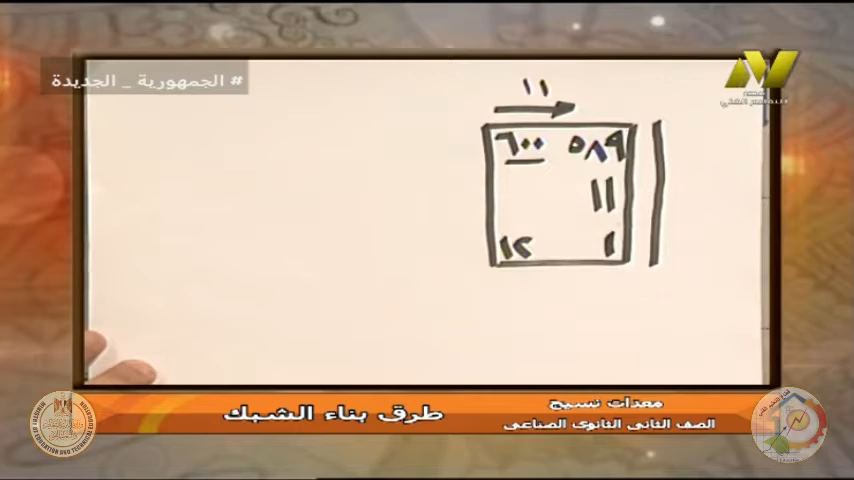 # الجمهورية _ الجديدة
١١
٦٠٠ ٥٨٩
١١
١٢ ١
معدات نسيج
الصف الثانى الثانوى الصناعى
طرق بناء الشبك